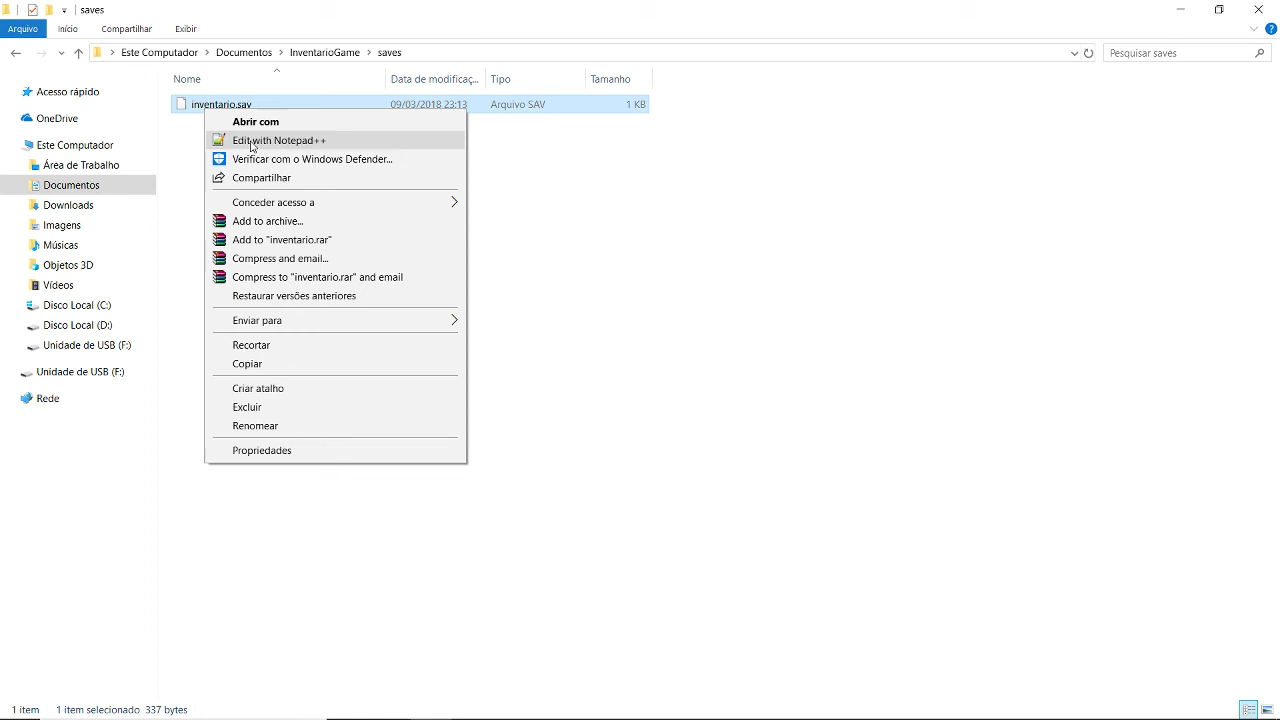 saves
Arquivo Início Compartilhar Exibir
Este Computador Documentos InventarioGame saves
Pesquisar saves
Nome Data de modificaç... Tipo Tamanho
inventario.sav 09/03/2018 23:13 Arquivo SAV 1 KB
Acesso rápido
OneDrive
Este Computador
Área de Trabalho
Documentos
Downloads
Imagens
Músicas
Objetos 3D
Vídeos
Disco Local (C:)
Disco Local (D:)
Unidade de USB (F:)
Unidade de USB (F:)
Rede
Abrir com
Edit with Notepad++
Verificar com o Windows Defender...
Compartilhar
Conceder acesso a
Add to archive...
Add to "inventario.rar"
Compress and email...
Compress to "inventario.rar" and email
Restaurar versões anteriores
Enviar para
Recortar
Copiar
Criar atalho
Excluir
Renomear
Propriedades
1 item 1 item selecionado 337 bytes